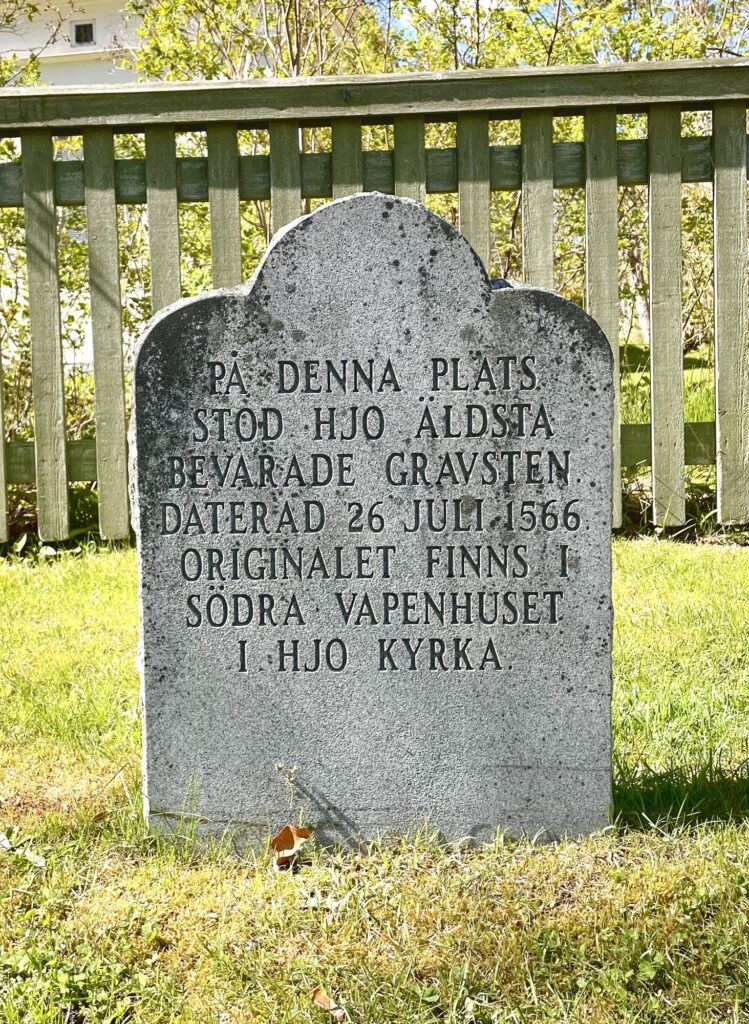 PÅ DENNA PLATS
STOD HJO ÄLDSTA
BEVARADE GRAVSTEN.
DATERAD 26 JULI 1566.
ORIGINALET FINNS I
SÖDRA VAPENHUSET
I HJO KYRKA.